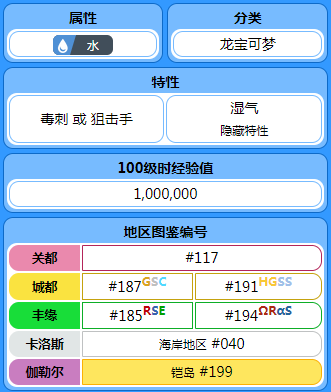 属性 分类
水 龙宝可梦
特性
毒刺 或 狙击手 湿气
隐藏特性
100级时经验值
1,000,000
地区图鉴编号
关都 #117
城都 #187GSC #191HGSS
丰缘 #185RSE #194ΩRαS
卡洛斯 海岸地区 #040
伽勒尔 铠岛 #199